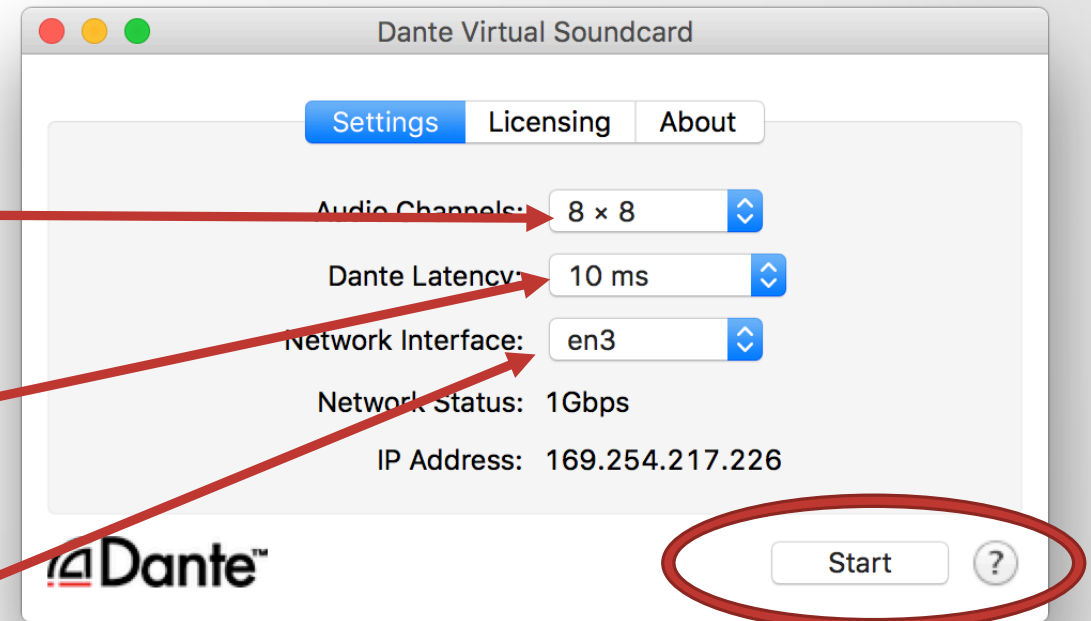 Dante Virtual Soundcard
Settings Licensing About
Audio Channels: 8 × 8
Dante Latency: 10 ms
Network Interface: en3
Network Status: 1Gbps
IP Address: 169.254.217.226
Dante™ Start ?